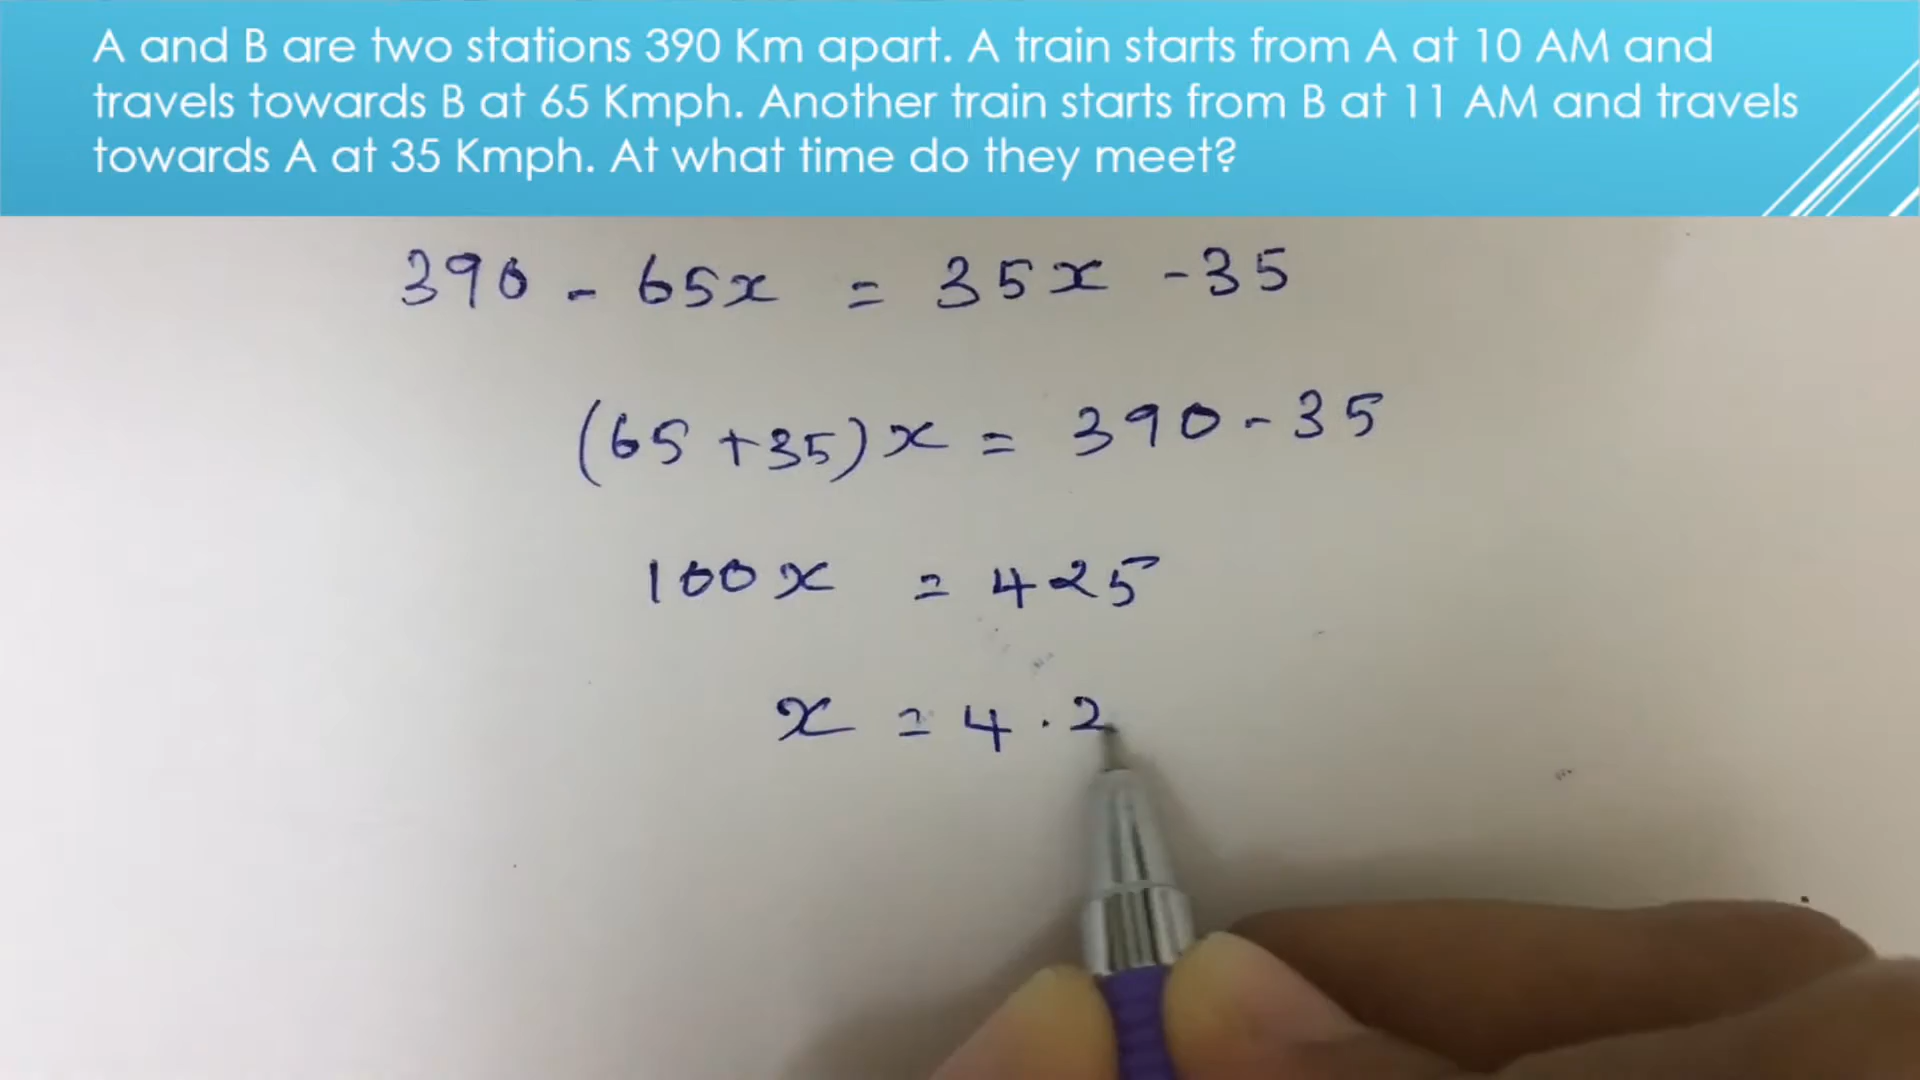 A and B are two stations 390 Km apart. A train starts from A at 10 AM and
travels towards B at 65 Kmph. Another train starts from B at 11 AM and travels
towards A at 35 Kmph. At what time do they meet?
390 - 65x = 35x - 35
(65 + 35) x = 390 - 35
100x = 425
x = 4.2